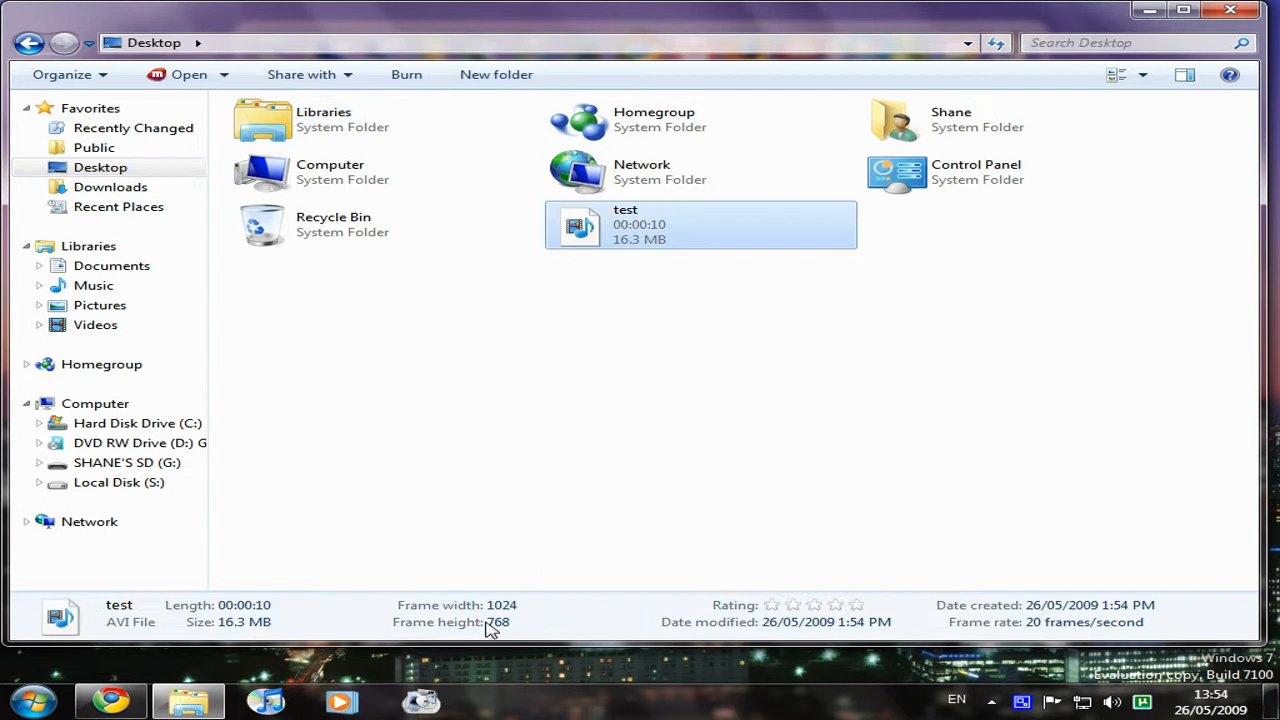 Desktop
Search Desktop
Organize
Open
Share with
Burn
New folder
Favorites
Recently Changed
Public
Desktop
Downloads
Recent Places
Libraries
Documents
Music
Pictures
Videos
Homegroup
Computer
Hard Disk Drive (C:)
DVD RW Drive (D:) G
SHANE'S SD (G:)
Local Disk (S:)
Network
Libraries
System Folder
Homegroup
System Folder
Shane
System Folder
Computer
System Folder
Network
System Folder
Control Panel
System Folder
Recycle Bin
System Folder
test
00:00:10
16.3 MB
test
AVI File
Length: 00:00:10
Size: 16.3 MB
Frame width: 1024
Frame height: 768
Rating:
Date modified: 26/05/2009 1:54 PM
Date created: 26/05/2009 1:54 PM
Frame rate: 20 frames/second
Windows 7
Evaluation copy, Build 7100
EN
13:54
26/05/2009